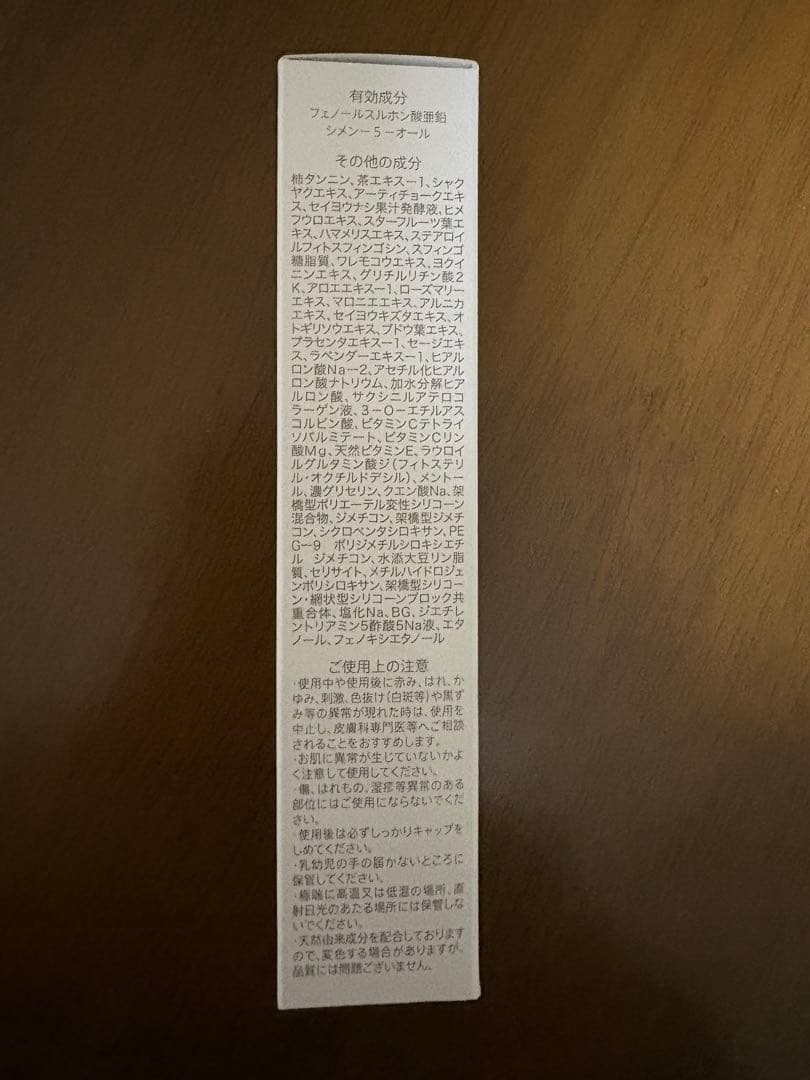 有効成分
フェノールスルホン酸亜鉛
シメン－５－オール
その他の成分
柿タンニン、茶エキス－1、シャク
ヤクエキス、アーティチョークエキ
ス、セイヨウナシ果汁発酵液、ヒメ
フウロエキス、スターフルーツ葉エ
キス、ハマメリスエキス、ステアロイ
ルフィトスフィンゴシン、スフィンゴ
糖脂質、ワレモコウエキス、ヨクイ
ニンエキス、グリチルリチン酸2
K、アロエエキス－1、ローズマリー
エキス、マロニエエキス、アルニカ
エキス、セイヨウキズタエキス、オ
トギリソウエキス、ブドウ葉エキス、
プラセンタエキス－1、セージエキ
ス、ラベンダーエキス－1、ヒアル
ロン酸Na－2、アセチル化ヒアル
ロン酸ナトリウム、加水分解ヒア
ルロン酸、サクシニルアテロコ
ラーゲン液、3－O－エチルアス
コルビン酸、ビタミンCテトライ
ソパルミテート、ビタミンCリン
酸Mg、天然ビタミンE、ラウロイ
ルグルタミン酸ジ（フィトステリ
ル・オクチルドデシル）、メントー
ル、濃グリセリン、クエン酸Na、架
橋型ポリエーテル変性シリコーン
混合物、ジメチコン、架橋型ジメチ
コン、シクロペンタシロキサン、PE
G－9　ポリジメチルシロキシエチ
ル　ジメチコン、水添大豆リン脂
質、セリサイト、メチルハイドロジェ
ンポリシロキサン、架橋型シリコー
ン・網状型シリコーンブロック共
重合体、塩化Na、BG、ジエチレ
ントリアミン5酢酸5Na液、エタ
ノール、フェノキシエタノール
ご使用上の注意
・使用中や使用後に赤み、はれ、か
ゆみ、刺激、色抜け（白斑等）や黒ず
み等の異常が現れた時は、使用を
中止し、皮膚科専門医等へご相談
されることをおすすめします。
・お肌に異常が生じていないかよ
く注意して使用してください。
・傷、はれもの、湿疹等異常のある
部位にはご使用にならないでくだ
さい。
・使用後は必ずしっかりキャップを
しめてください。
・乳幼児の手の届かないところに
保管してください。
・極端に高温又は低温の場所、直
射日光のあたる場所には保管しな
いでください。
・天然由来成分を配合しております
ので、変色する場合がありますが、
品質には問題ございません。